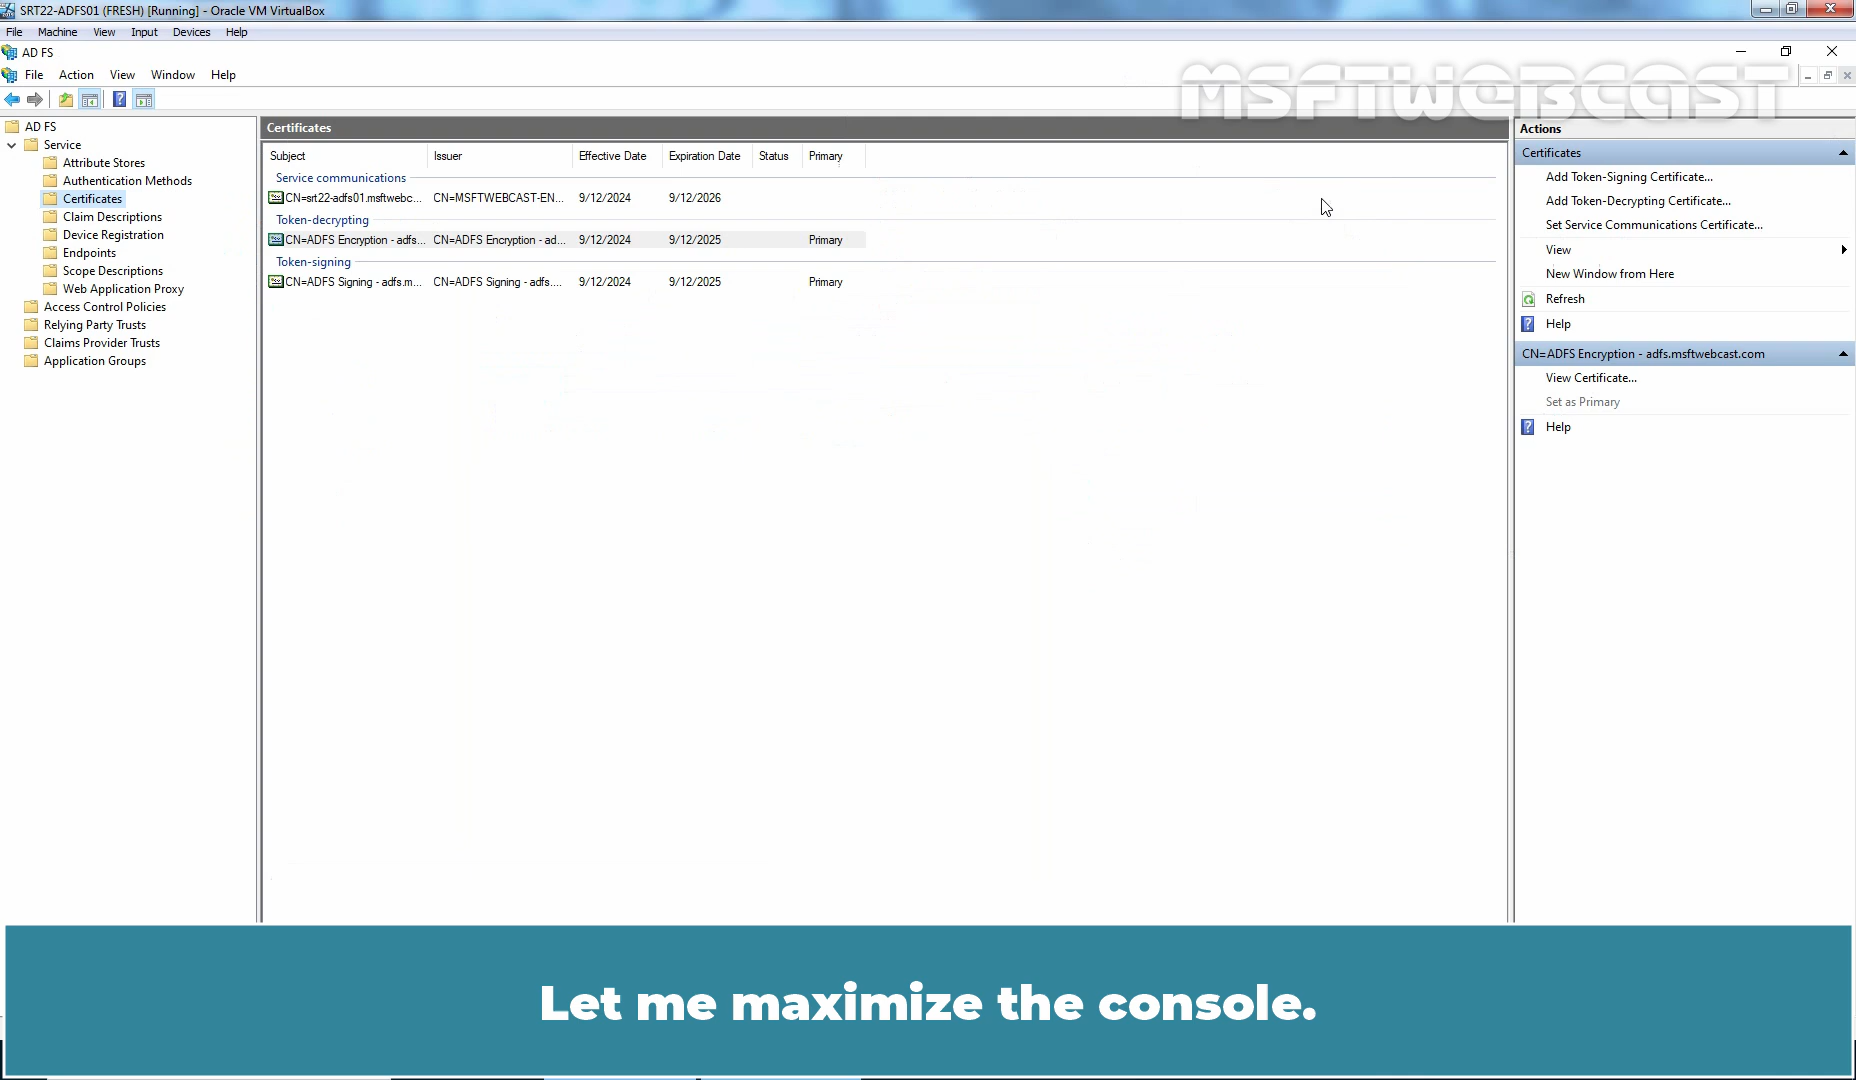 SRT22-ADFS01 (FRESH) [Running] - Oracle VM VirtualBox
File Machine View Input Devices Help
AD FS
File Action View Window Help
MSFTWEBCAST
AD FS
Service
Attribute Stores
Authentication Methods
Certificates
Claim Descriptions
Device Registration
Endpoints
Scope Descriptions
Web Application Proxy
Access Control Policies
Relying Party Trusts
Claims Provider Trusts
Application Groups
Certificates
Subject Issuer Effective Date Expiration Date Status Primary
Service communications
CN=srt22-adfs01.msftwebc... CN=MSFTWEBCAST-EN... 9/12/2024 9/12/2026
Token-decrypting
CN=ADFS Encryption - adfs... CN=ADFS Encryption - ad... 9/12/2024 9/12/2025 Primary
Token-signing
CN=ADFS Signing - adfs.m... CN=ADFS Signing - adfs.... 9/12/2024 9/12/2025 Primary
Actions
Certificates
Add Token-Signing Certificate...
Add Token-Decrypting Certificate...
Set Service Communications Certificate...
View
New Window from Here
Refresh
Help
CN=ADFS Encryption - adfs.msftwebcast.com
View Certificate...
Set as Primary
Help
Let me maximize the console.